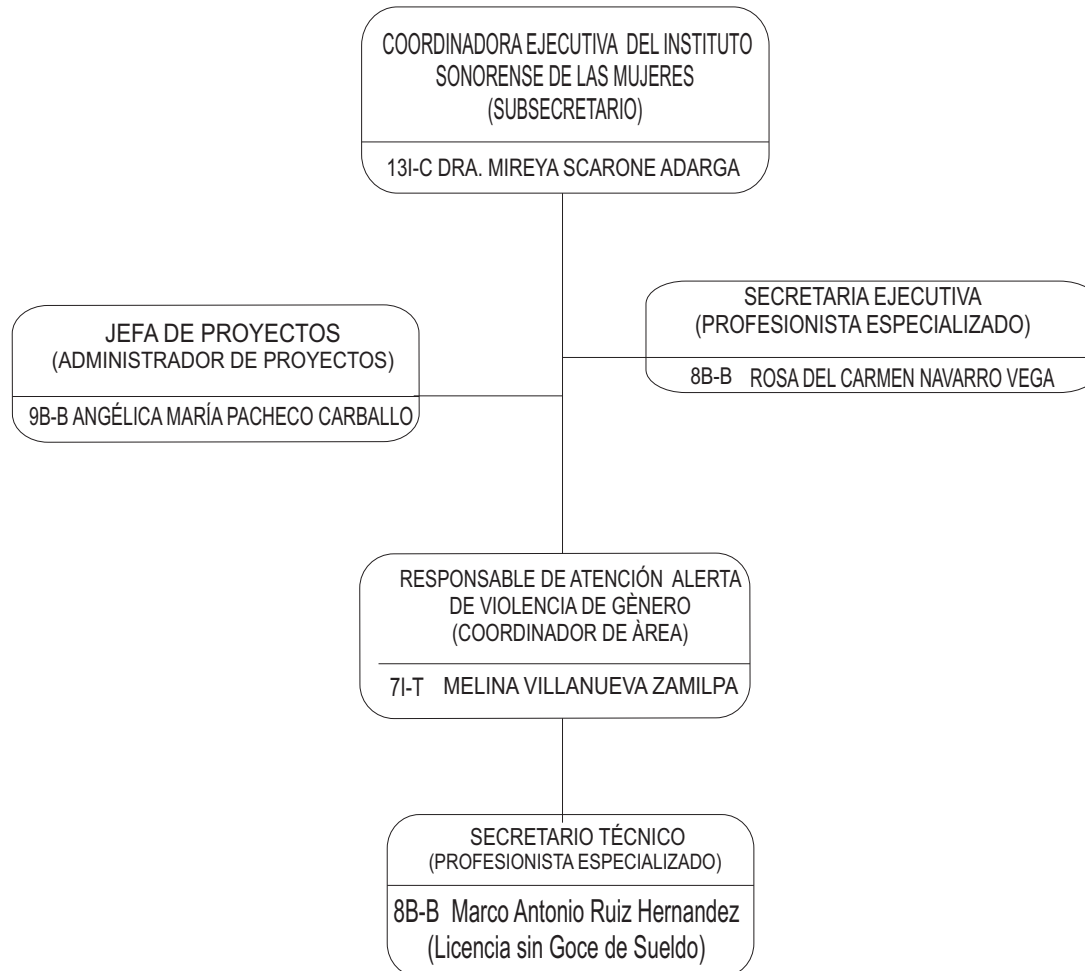 COORDINADORA EJECUTIVA DEL INSTITUTO
SONORENSE DE LAS MUJERES
(SUBSECRETARIO)
13I-C DRA. MIREYA SCARONE ADARGA
SECRETARIA EJECUTIVA
(PROFESIONISTA ESPECIALIZADO)
8B-B ROSA DEL CARMEN NAVARRO VEGA
JEFA DE PROYECTOS
(ADMINISTRADOR DE PROYECTOS)
9B-B ANGÉLICA MARÍA PACHECO CARBALLO
RESPONSABLE DE ATENCIÓN ALERTA
DE VIOLENCIA DE GÈNERO
(COORDINADOR DE ÀREA)
7I-T MELINA VILLANUEVA ZAMILPA
SECRETARIO TÉCNICO
(PROFESIONISTA ESPECIALIZADO)
8B-B Marco Antonio Ruiz Hernandez
(Licencia sin Goce de Sueldo)